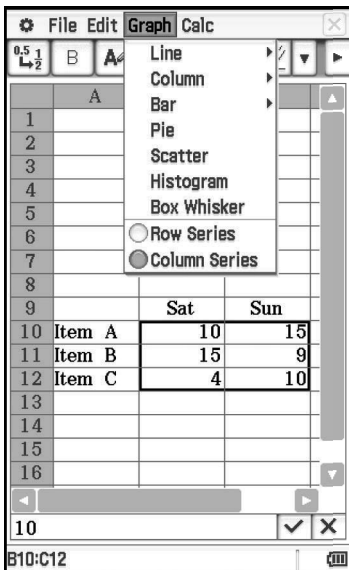 File Edit Graph Calc
0.5 1 2 B A
Line
Column
Bar
Pie
Scatter
Histogram
Box Whisker
Row Series
Column Series
A
1
2
3
4
5
6
7
8
9 Sat Sun
10 Item A 10 15
11 Item B 15 9
12 Item C 4 10
13
14
15
16
10
B10:C12